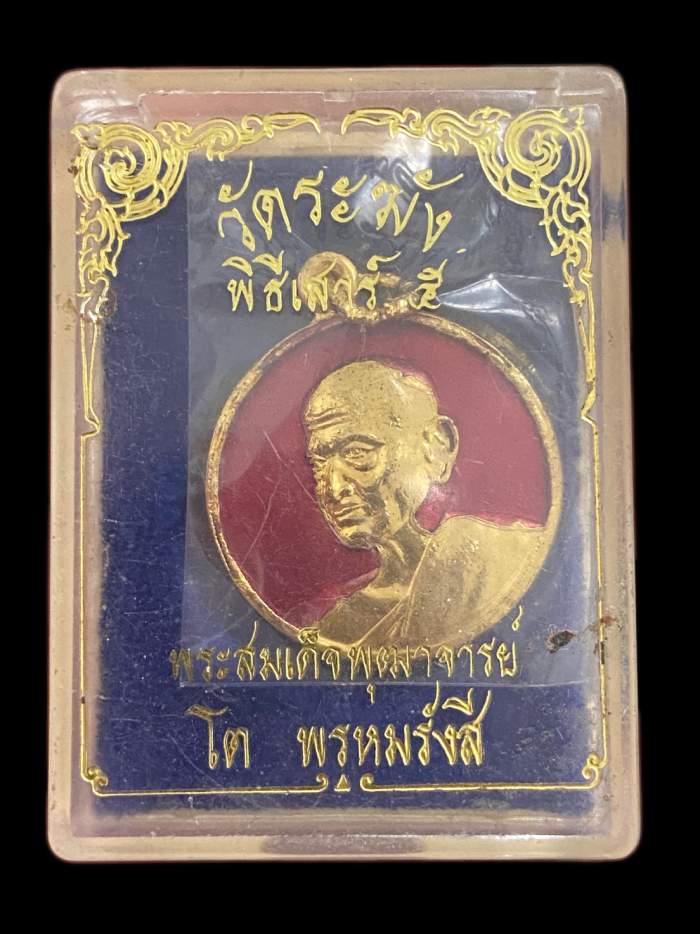 วัดระฆัง
พิธีเสาร์ ๕
พระสมเด็จพุฒาจารย์
โต พรหมรังสี